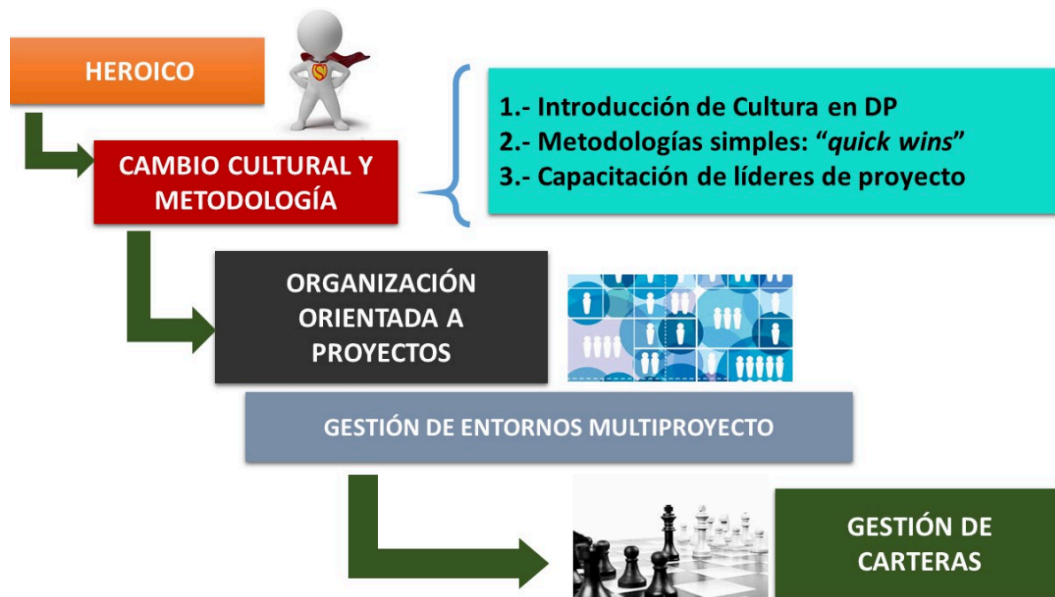 HEROICO
S
1.- Introducción de Cultura en DP
2.- Metodologías simples: “quick wins”
3.- Capacitación de líderes de proyecto
CAMBIO CULTURAL Y
METODOLOGÍA
ORGANIZACIÓN
ORIENTADA A
PROYECTOS
GESTIÓN DE ENTORNOS MULTIPROYECTO
GESTIÓN DE
CARTERAS